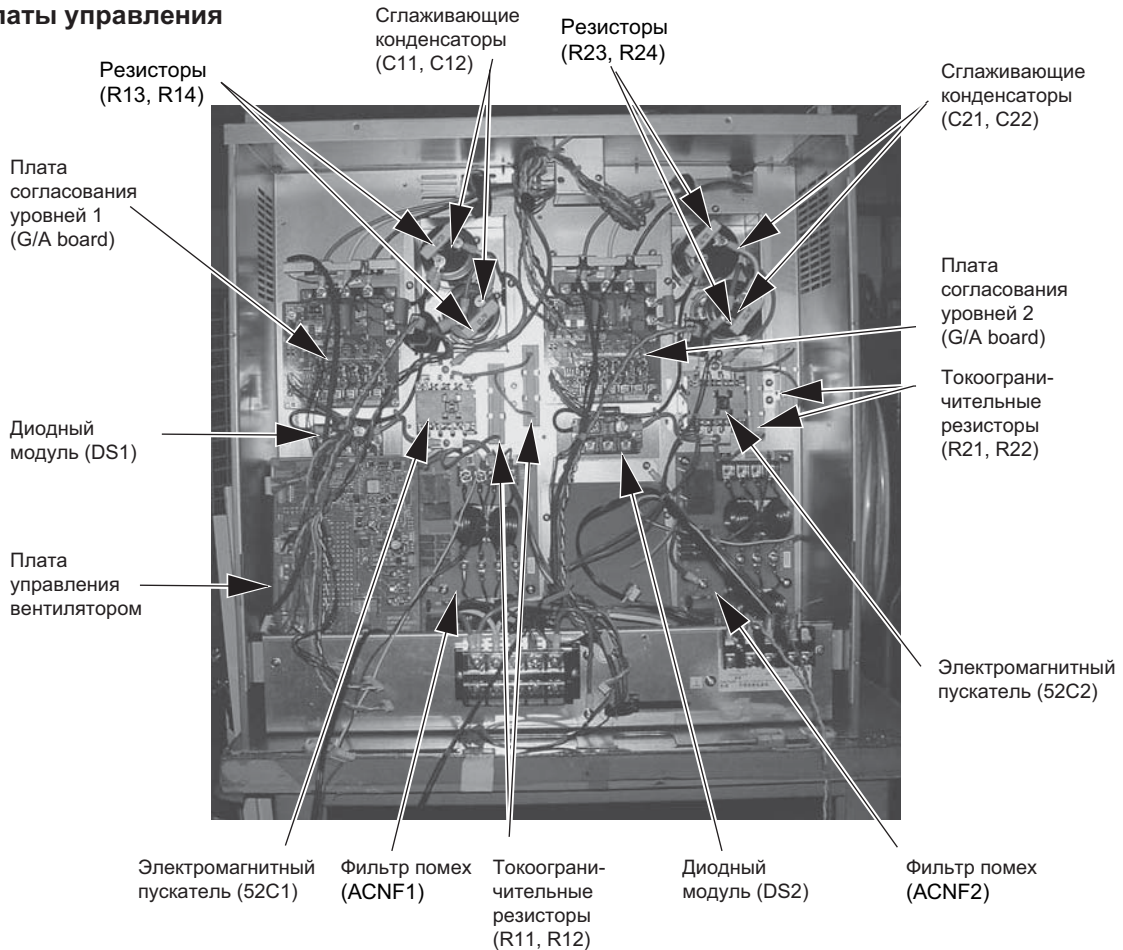 латы управления
Сглаживающие
конденсаторы
(C11, C12)
Резисторы
(R23, R24)
Резисторы
(R13, R14)
Сглаживающие
конденсаторы
(C21, C22)
Плата
согласования
уровней 1
(G/A board)
Плата
согласования
уровней 2
(G/A board)
Токоограни-
чительные
резисторы
(R21, R22)
Диодный
модуль (DS1)
Плата
управления
вентилятором
Электромагнитный
пускатель (52C2)
Электромагнитный
пускатель (52C1)
Фильтр помех
(ACNF1)
Токоограни-
чительные
резисторы
(R11, R12)
Диодный
модуль (DS2)
Фильтр помех
(ACNF2)